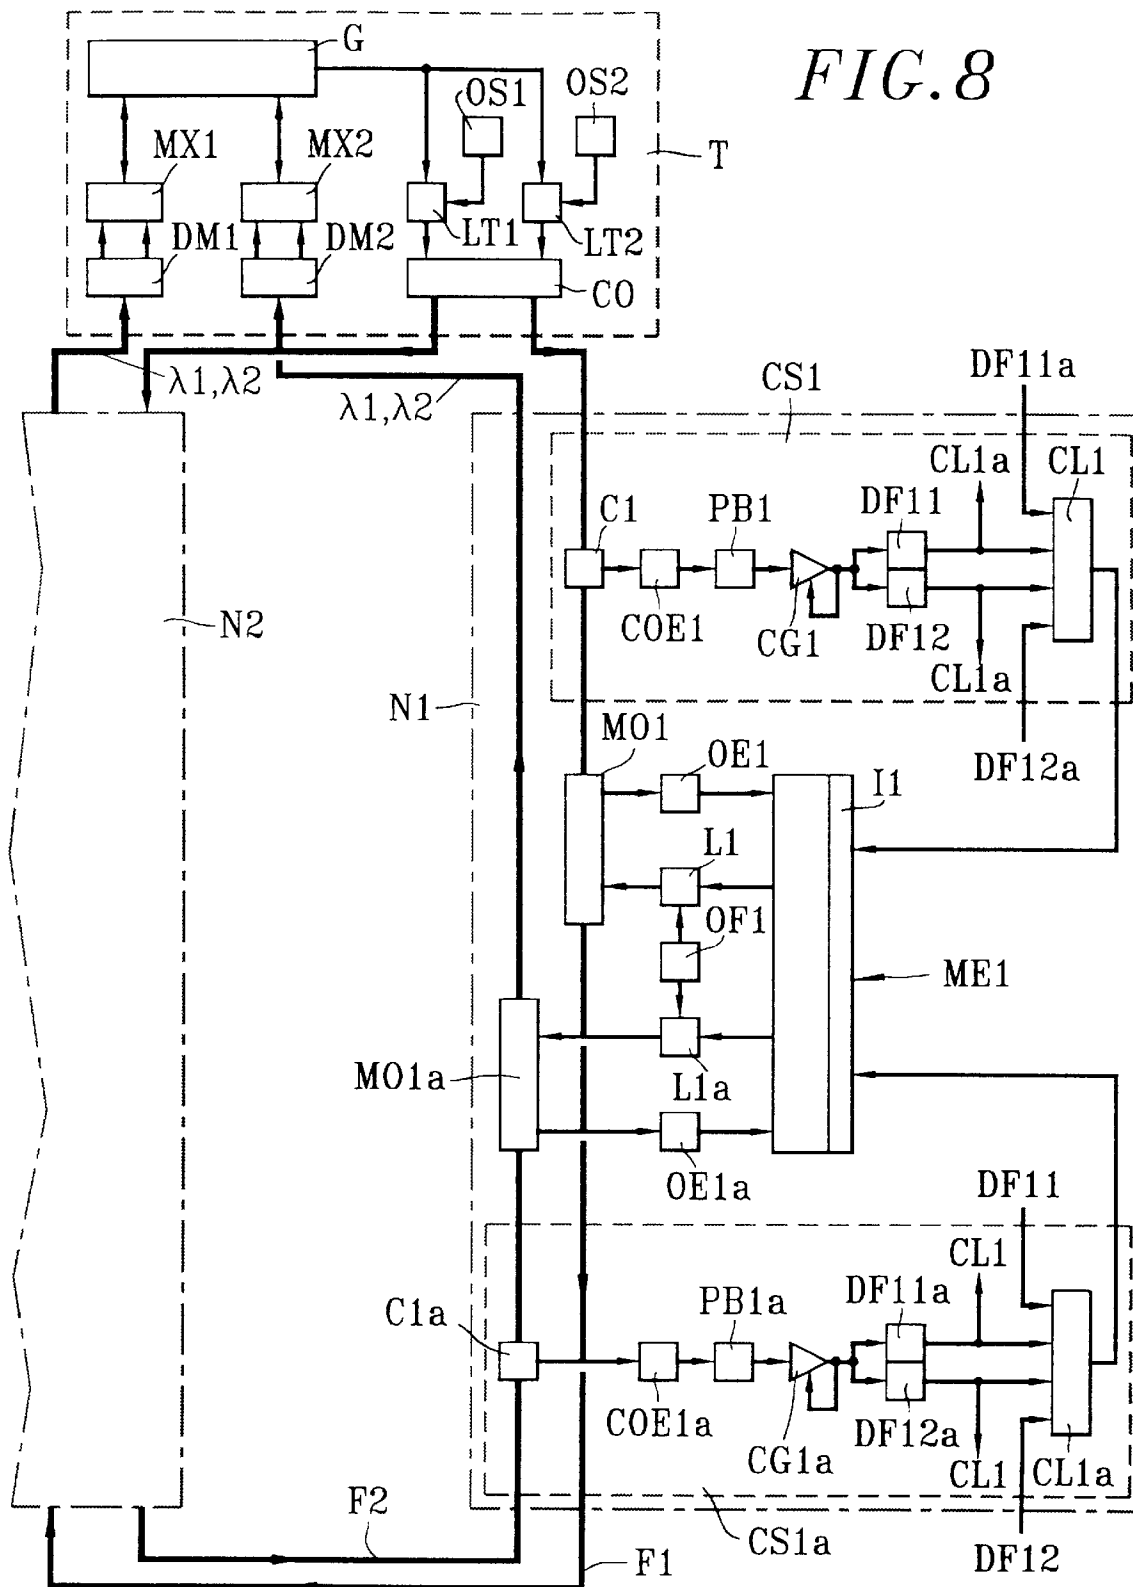 FIG. 8
G
OS1
OS2
T
MX1
MX2
DM1
DM2
LT1
LT2
CO
λ1,λ2
λ1,λ2
CS1
DF11a
CL1a
CL1
C1
PB1
DF11
COE1
CG1
DF12
CL1a
N2
N1
DF12a
MO1
OE1
I1
L1
OF1
ME1
MO1a
L1a
OE1a
DF11
CL1
C1a
PB1a
DF11a
COE1a
CG1a
DF12a
CL1
CL1a
F2
CS1a
F1
DF12